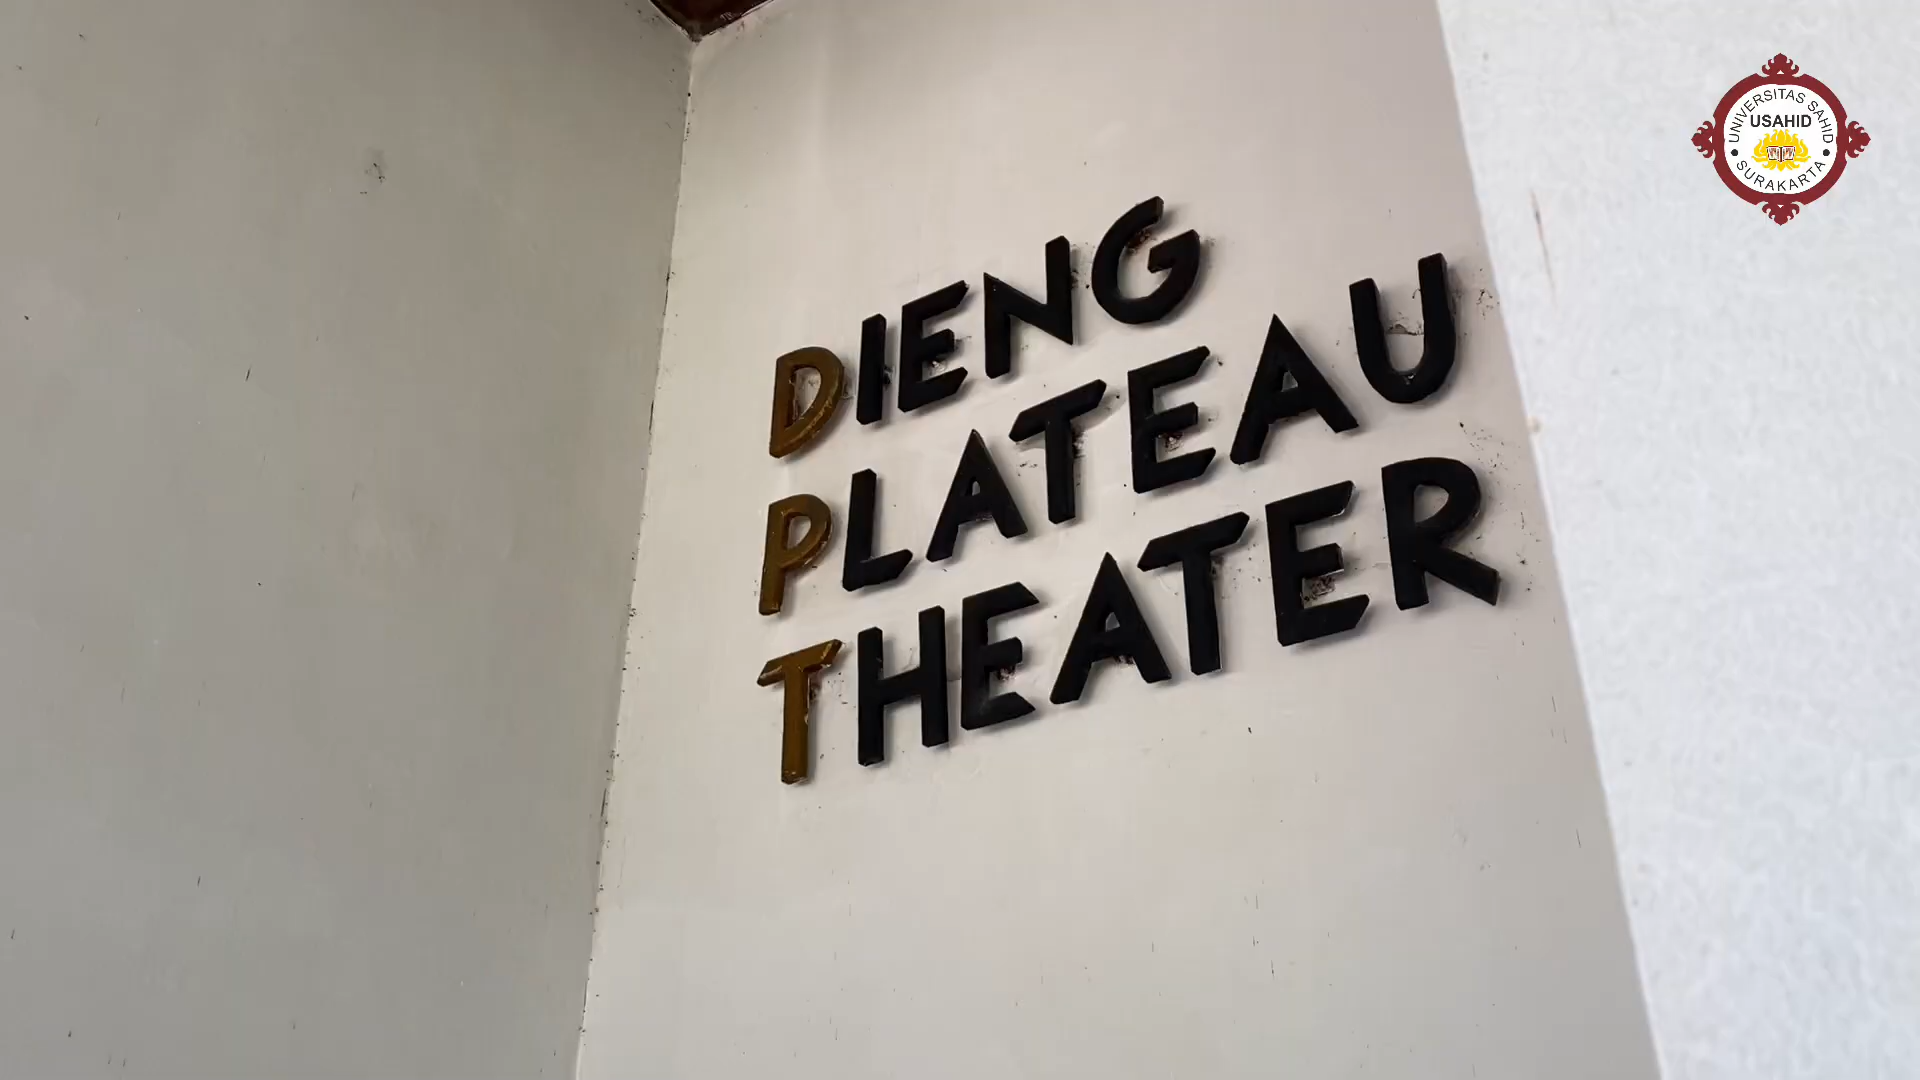 DIENG
PLATEAU
THEATER
UNIVERSITAS SAHID
USAHID
SURAKARTA